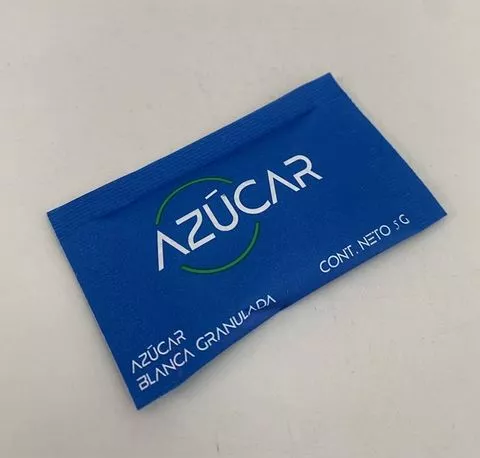 AZÚCAR
AZÚCAR
BLANCA GRANULADA
CONT. NETO 5 G